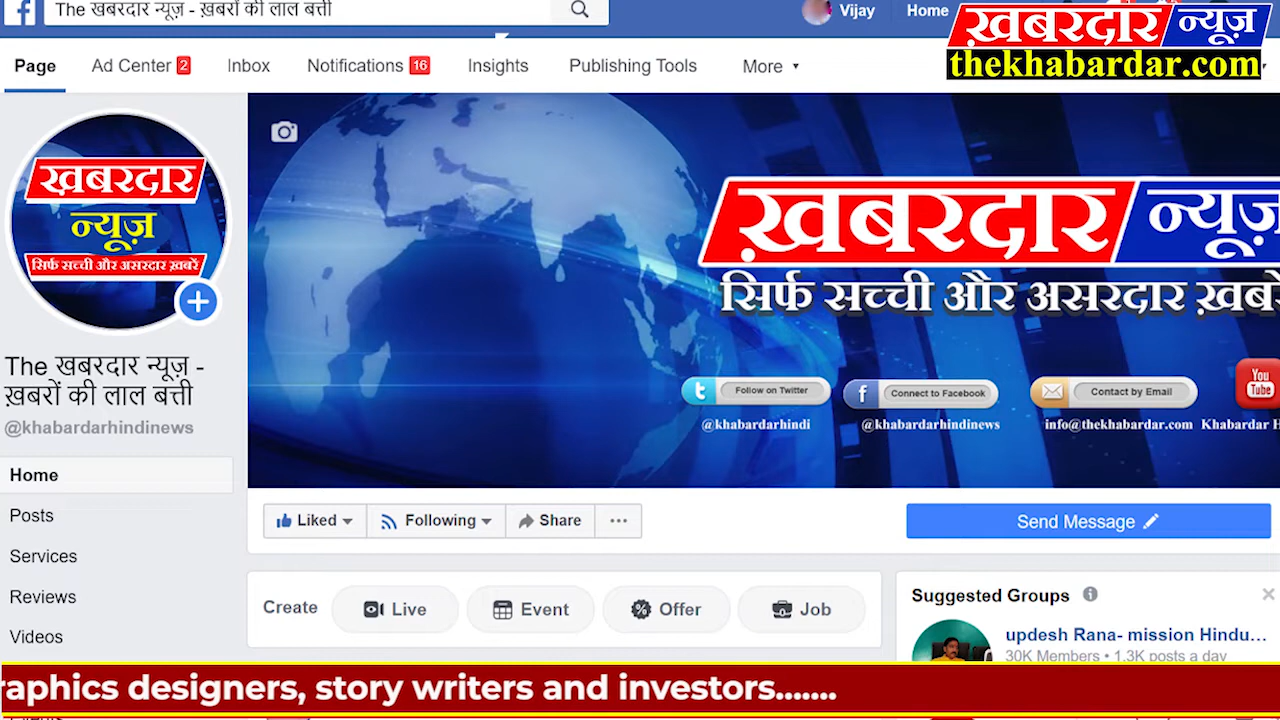 The खबरदार न्यूज़ - ख़बरों की लाल बत्ती
Vijay
Home
ख़बरदार न्यूज़
thekhabardar.com
Page
Ad Center 2
Inbox
Notifications 16
Insights
Publishing Tools
More
ख़बरदार
न्यूज़
सिर्फ सच्ची और असरदार ख़बरें
ख़बरदार न्यूज़
सिर्फ सच्ची और असरदार ख़बरें
The खबरदार न्यूज़ -
ख़बरों की लाल बत्ती
@khabardarhindinews
Follow on Twitter
Connect to Facebook
Contact by Email
You
Tube
@khabardarhindi
@khabardarhindinews
info@thekhabardar.com
Khabardar H
Home
Posts
Services
Reviews
Videos
Liked
Following
Share
Send Message
Create
Live
Event
Offer
Job
Suggested Groups
updesh Rana- mission Hindu...
30K Members • 1.3K posts a day
raphics designers, story writers and investors.......